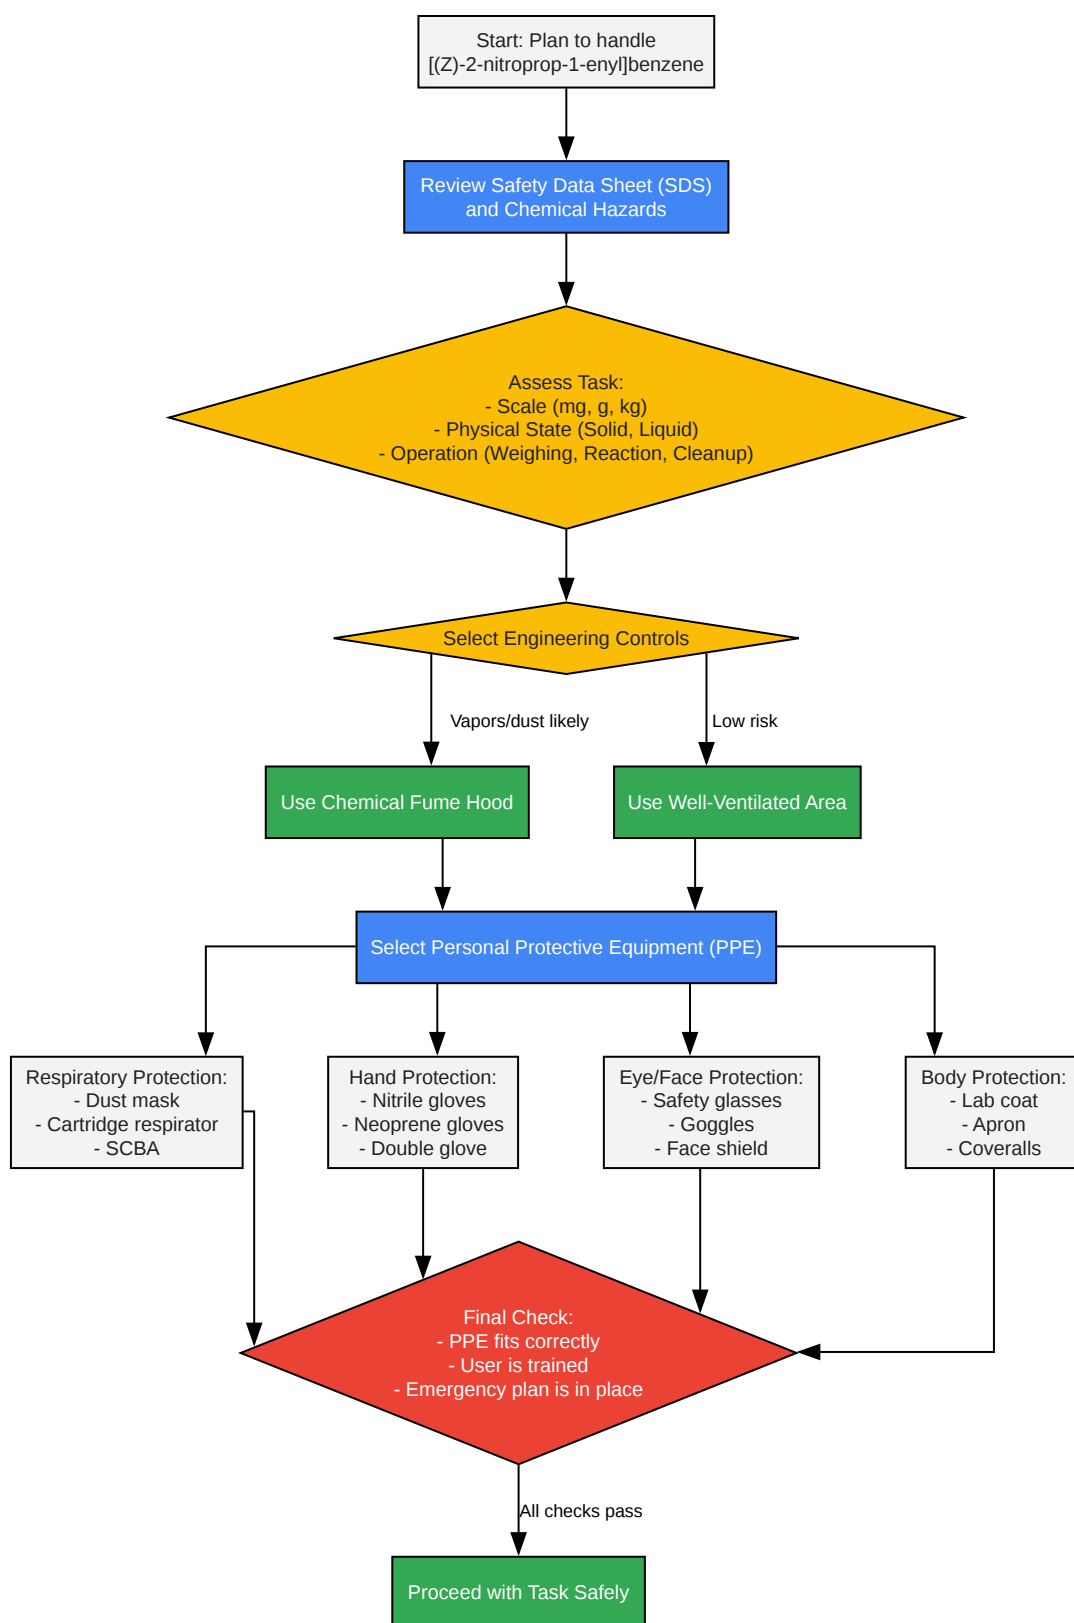 Start: Plan to handle
[(Z)-2-nitroprop-1-enyl]benzene
Review Safety Data Sheet (SDS)
and Chemical Hazards
Assess Task:
- Scale (mg, g, kg)
- Physical State (Solid, Liquid)
- Operation (Weighing, Reaction, Cleanup)
Select Engineering Controls
Vapors/dust likely
Low risk
Use Chemical Fume Hood
Use Well-Ventilated Area
Select Personal Protective Equipment (PPE)
Respiratory Protection:
- Dust mask
- Cartridge respirator
- SCBA
Hand Protection:
- Nitrile gloves
- Neoprene gloves
- Double glove
Eye/Face Protection:
- Safety glasses
- Goggles
- Face shield
Body Protection:
- Lab coat
- Apron
- Coveralls
Final Check:
- PPE fits correctly
- User is trained
- Emergency plan is in place
All checks pass
Proceed with Task Safely